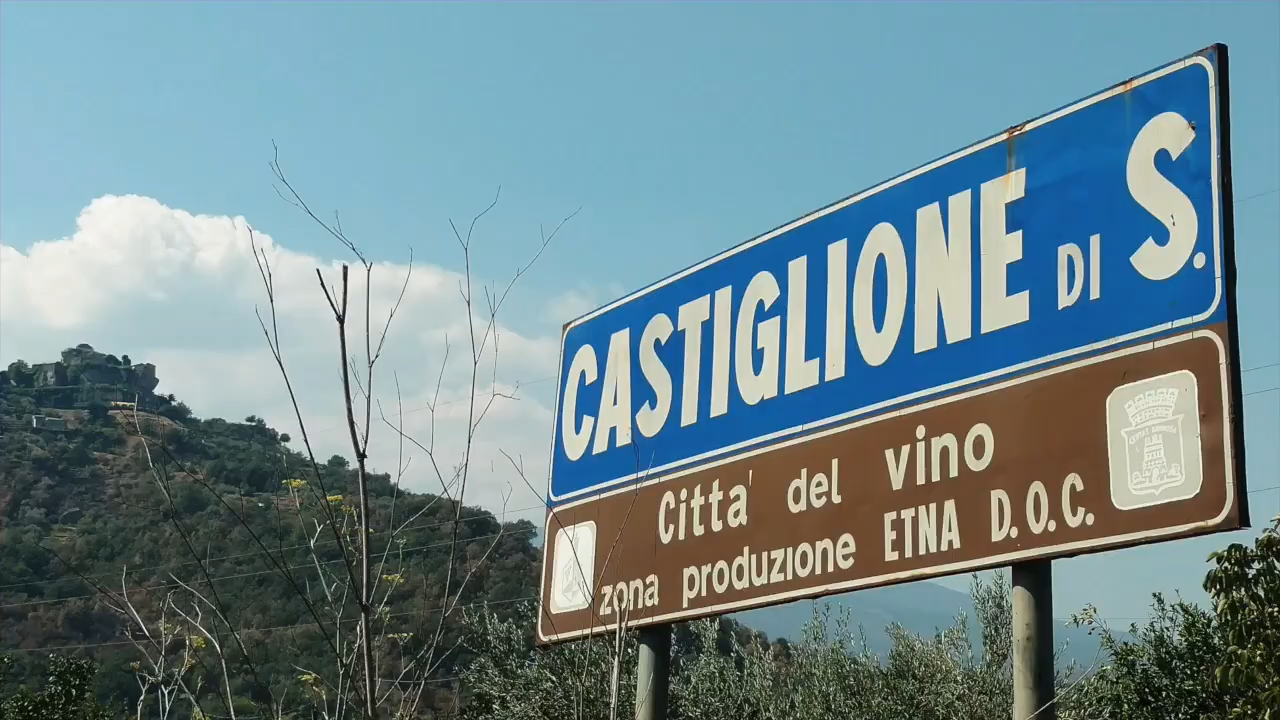 CASTIGLIONE DI S.
Citta' del vino
zona produzione ETNA D.O.C.